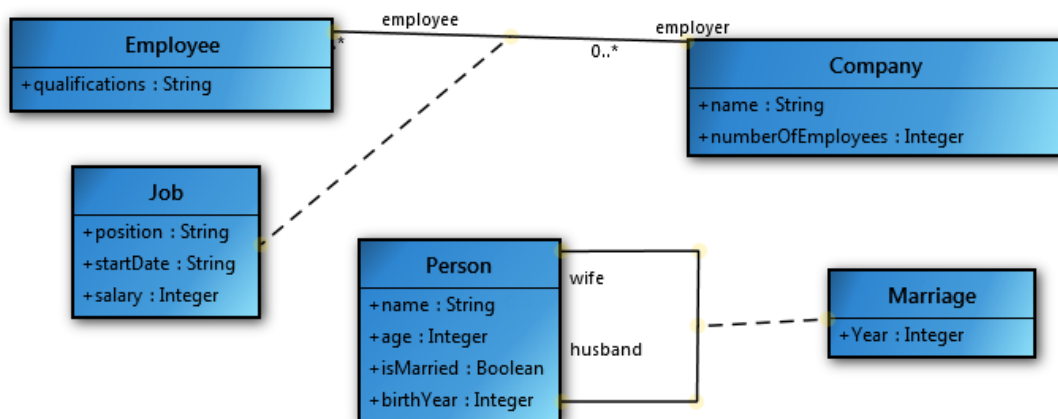 employee
employer
.*
0..*
Employee
+qualifications : String
Company
+name : String
+numberOfEmployees : Integer
Job
+position : String
+startDate : String
+salary : Integer
Person
+name : String
+age : Integer
+isMarried : Boolean
+birthYear : Integer
wife
husband
Marriage
+Year : Integer